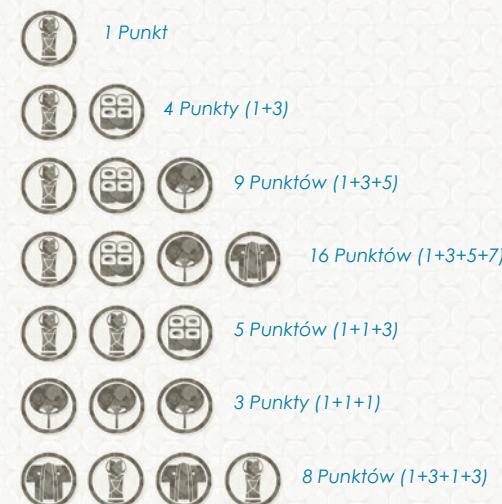 1 Punkt
4 Punkty (1+3)
9 Punktów (1+3+5)
16 Punktów (1+3+5+7)
5 Punktów (1+1+3)
3 Punkty (1+1+1)
8 Punktów (1+3+1+3)